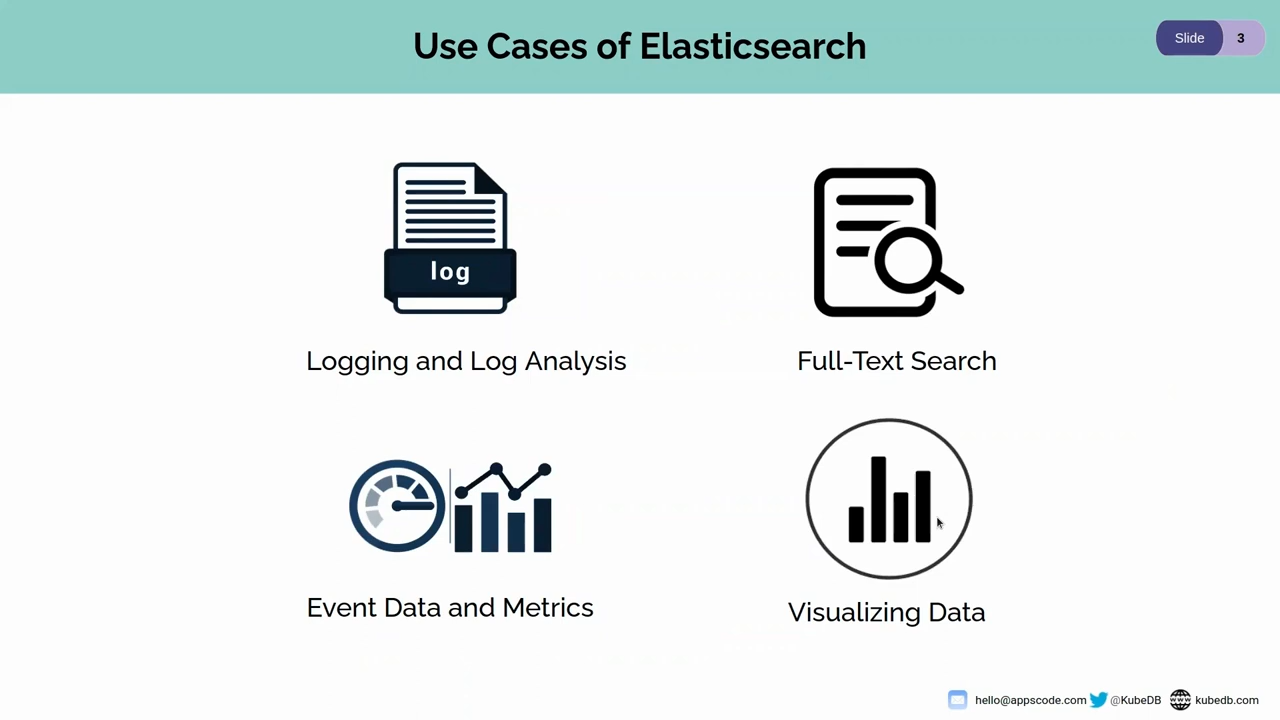 Use Cases of Elasticsearch
Slide 3
log
Logging and Log Analysis
Full-Text Search
Event Data and Metrics
Visualizing Data
hello@appscode.com @KubeDB kubedb.com